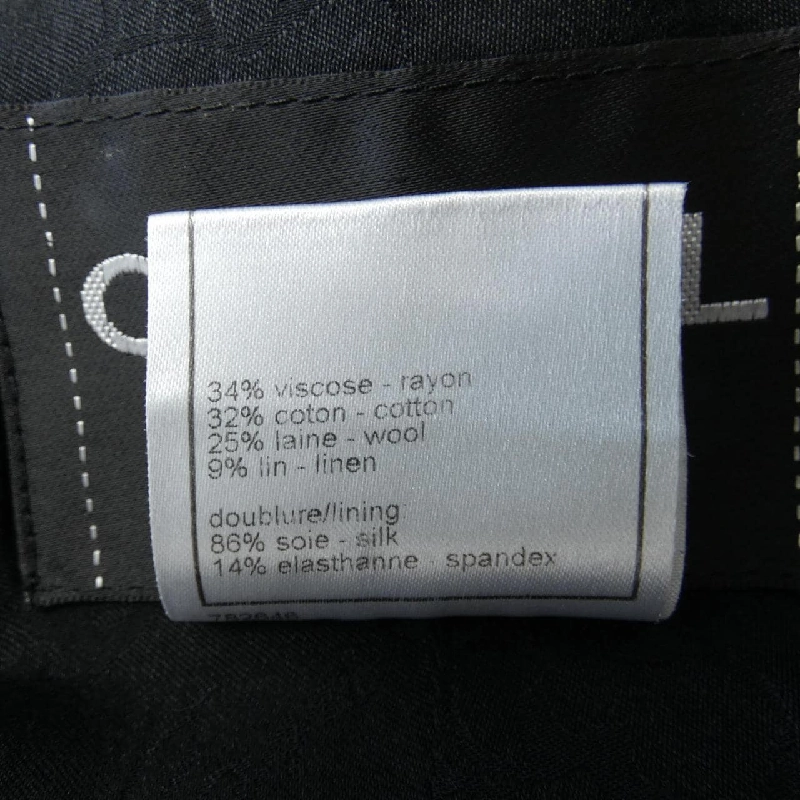 C L
34% viscose - rayon
32% coton - cotton
25% laine - wool
9% lin - linen
doublure/lining
86% soie - silk
14% elasthanne - spandex